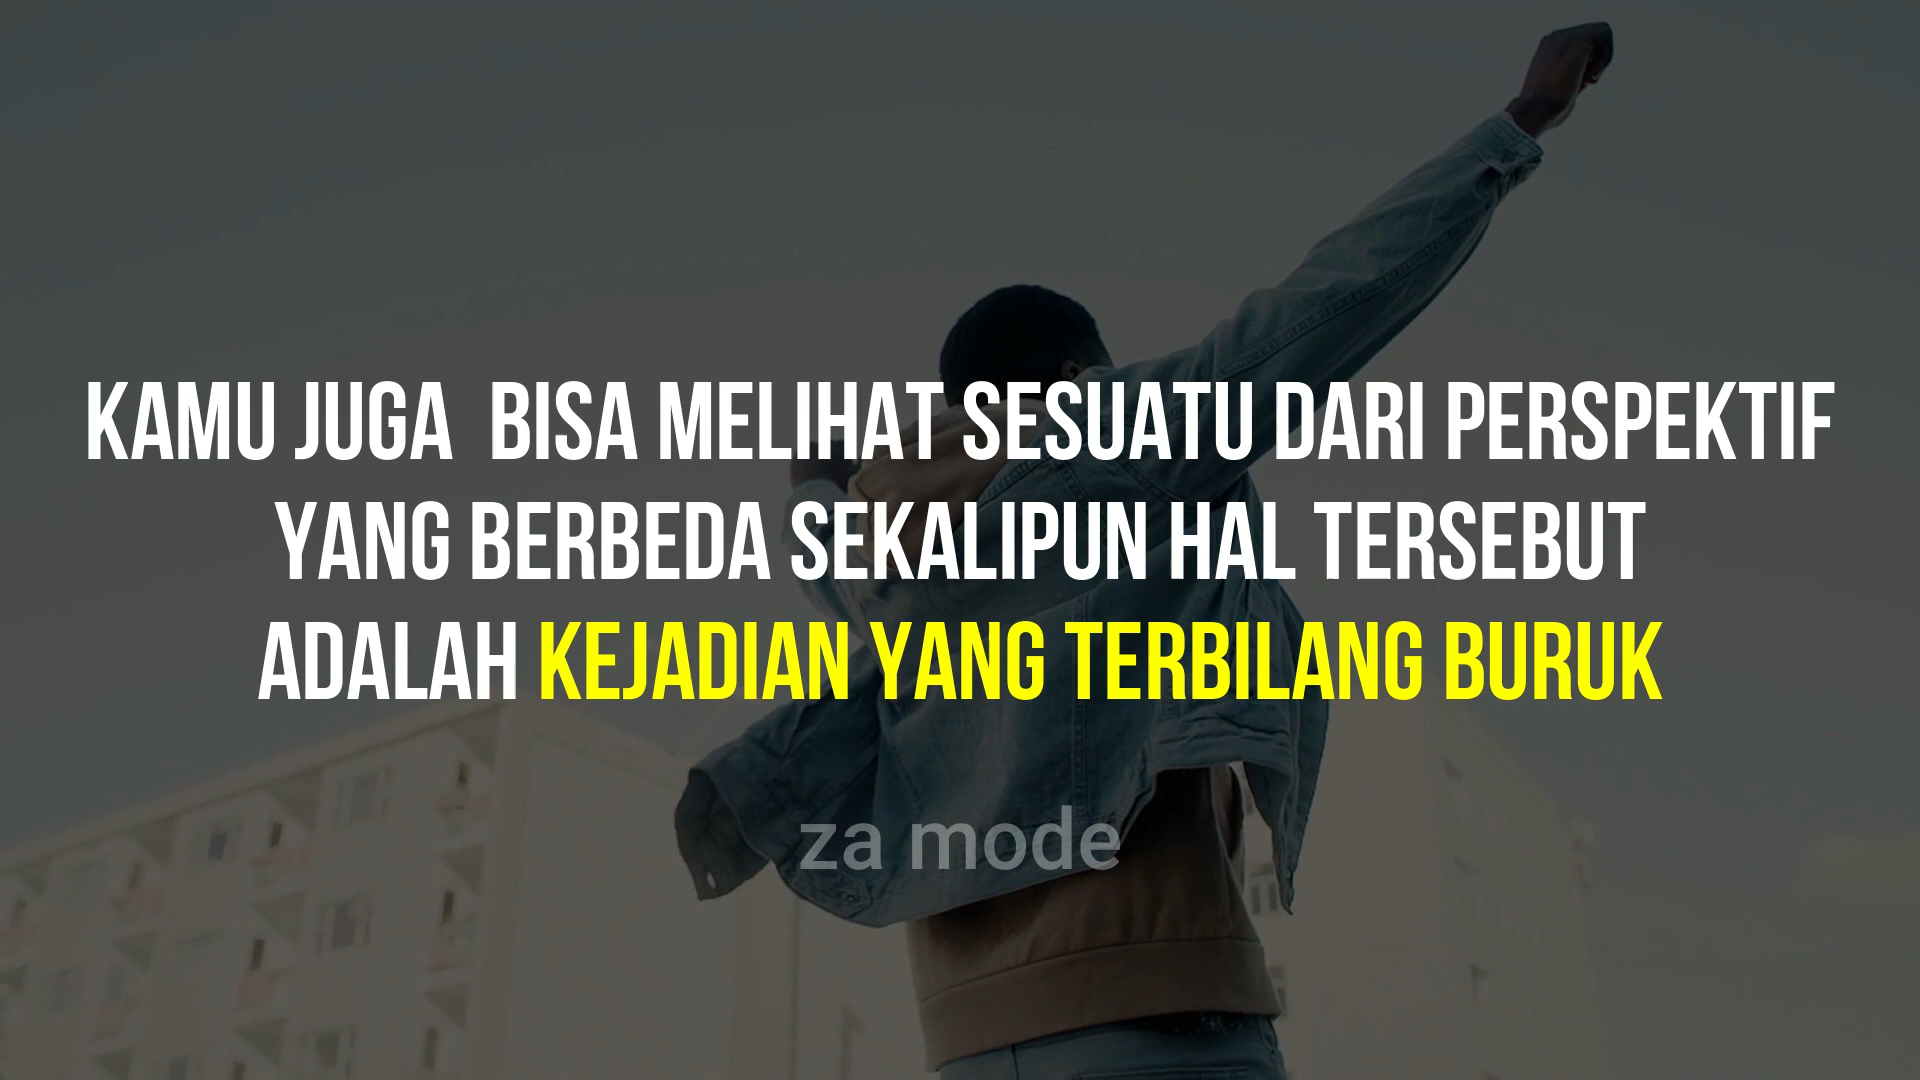 KAMU JUGA  BISA MELIHAT SESUATU DARI PERSPEKTIF
YANG BERBEDA SEKALIPUN HAL TERSEBUT
ADALAH KEJADIAN YANG TERBILANG BURUK
za mode